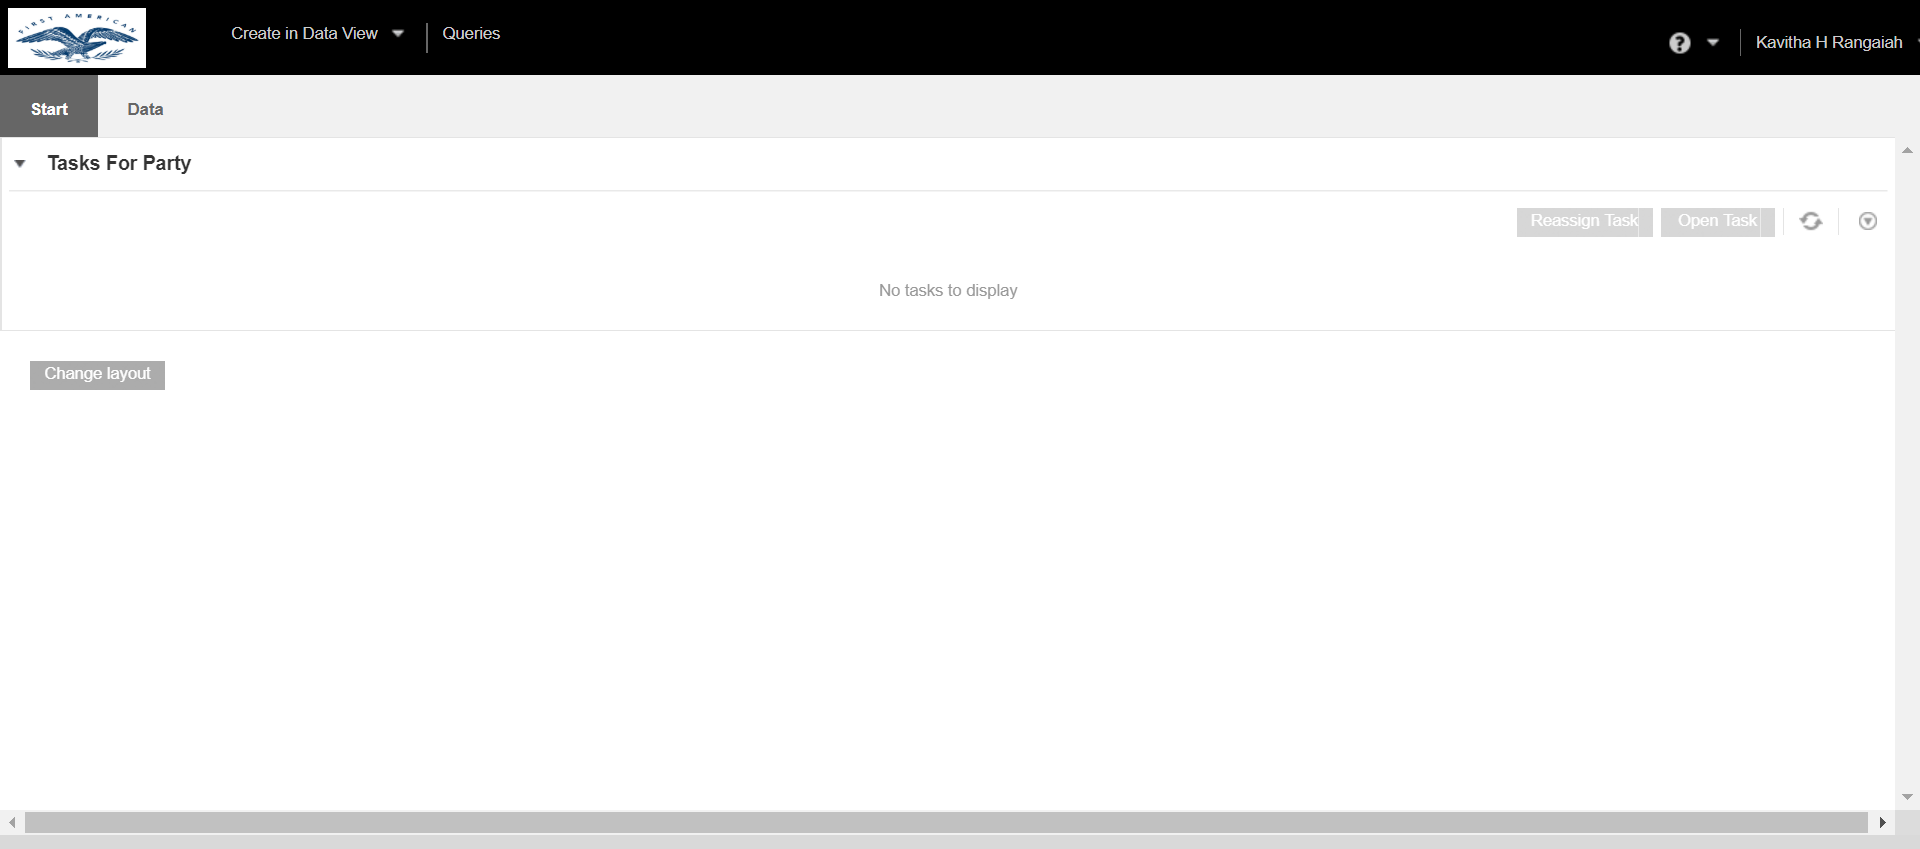 FIRST AMERICAN
Create in Data View
Queries
Kavitha H Rangaiah
Start
Data
Tasks For Party
Reassign Task
Open Task
No tasks to display
Change layout